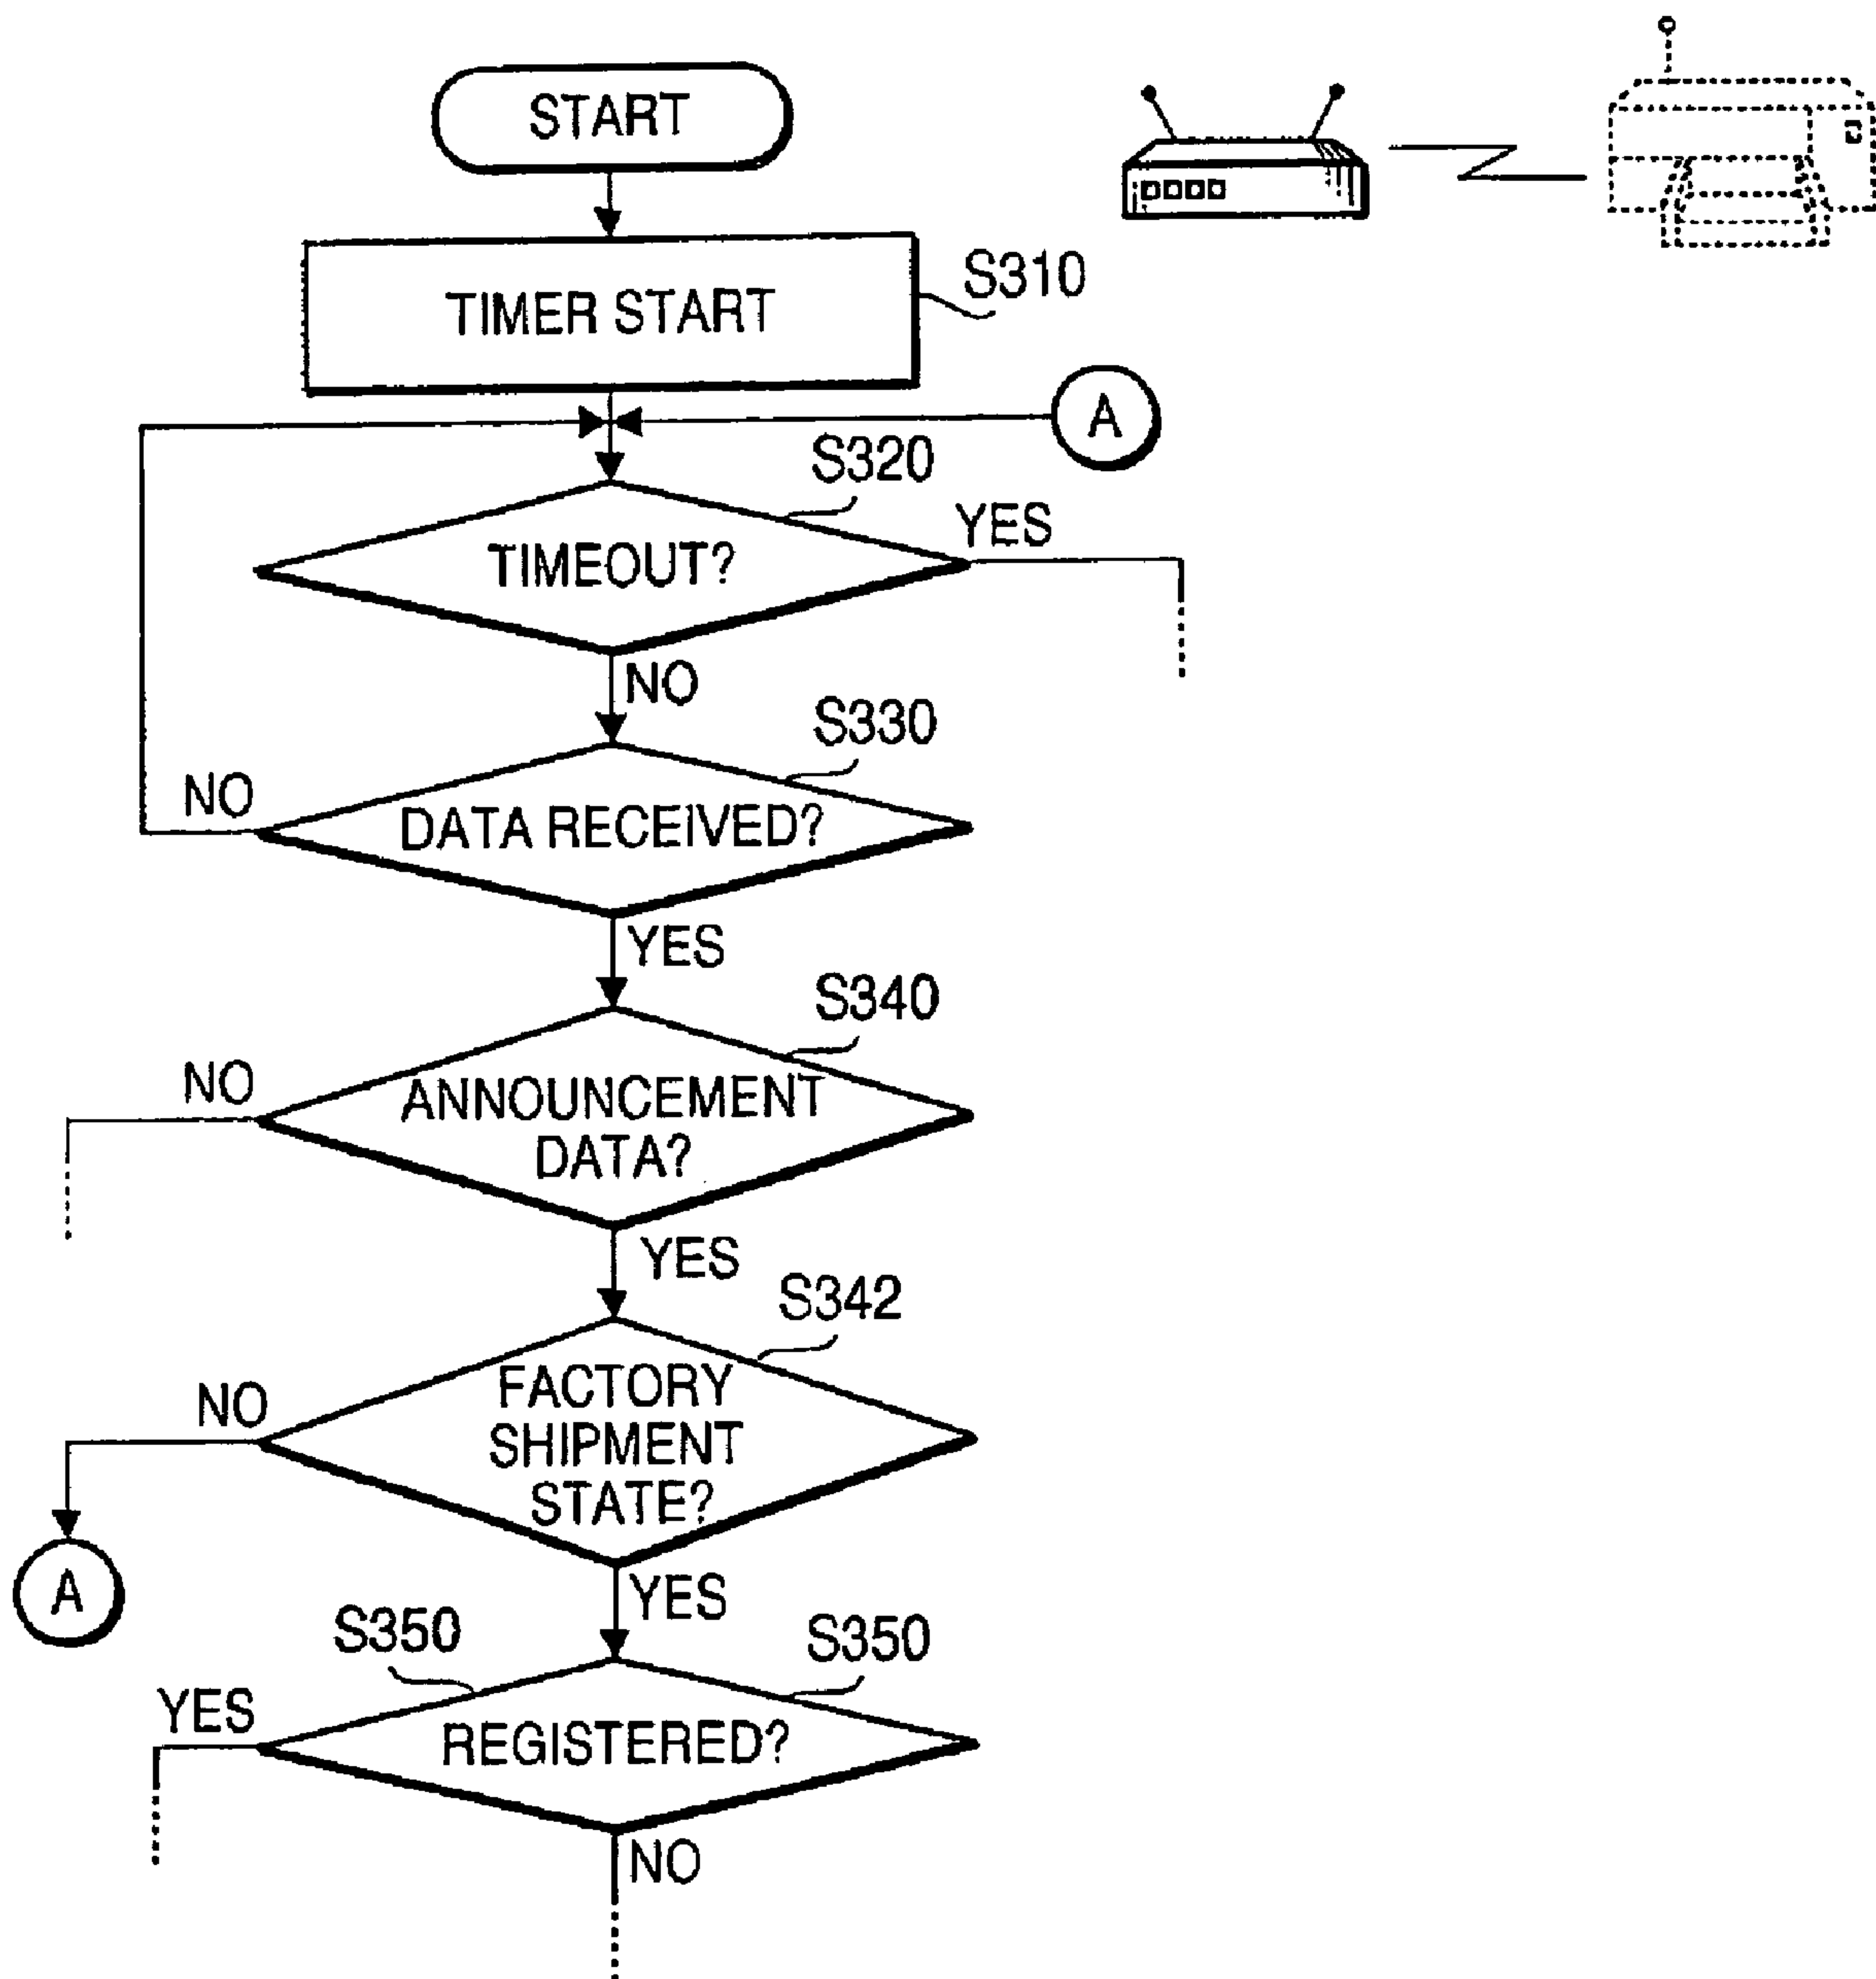 START
TIMER START
S310
A
S320
TIMEOUT?
YES
NO
S330
NO
DATA RECEIVED?
YES
S340
NO
ANNOUNCEMENT
DATA?
YES
S342
NO
FACTORY
SHIPMENT
STATE?
A
YES
S350
S350
YES
REGISTERED?
NO